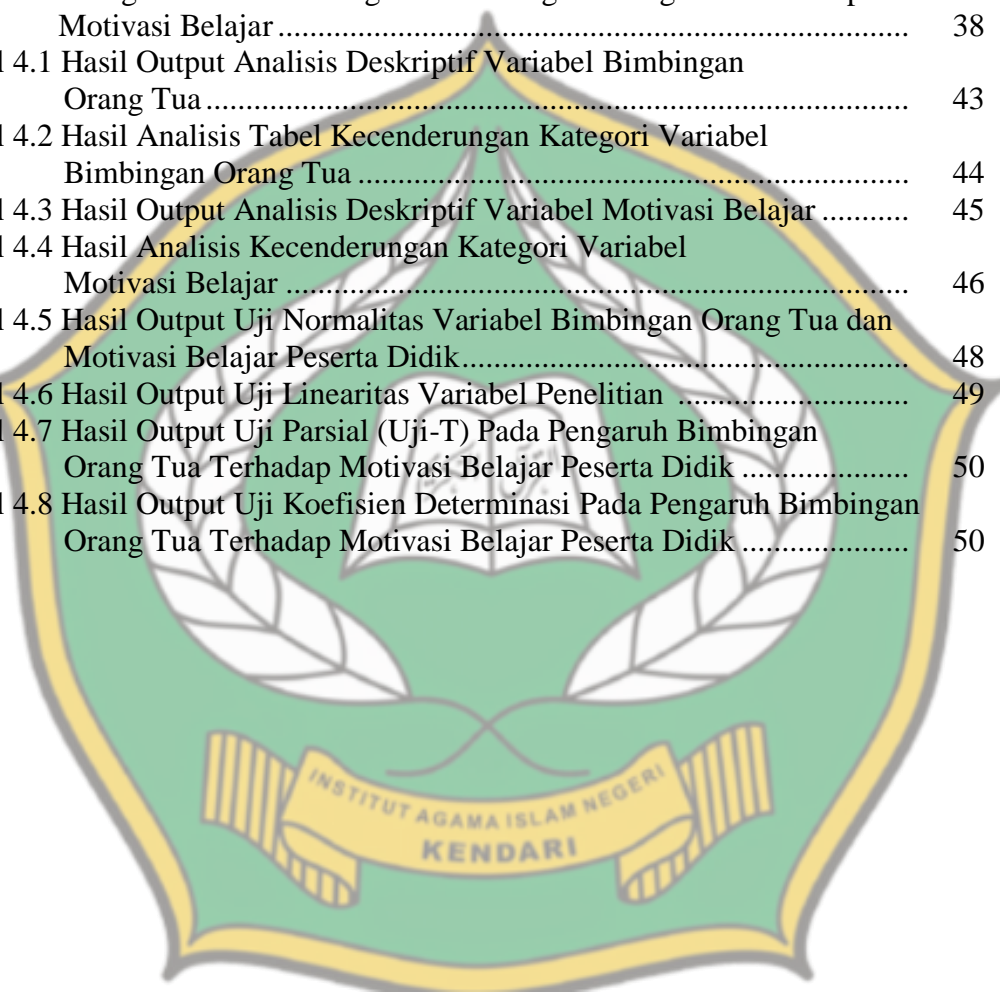 Motivasi Belajar .................................................................................................... 38
4.1 Hasil Output Analisis Deskriptif Variabel Bimbingan
Orang Tua ................................................................................................................ 43
4.2 Hasil Analisis Tabel Kecenderungan Kategori Variabel
Bimbingan Orang Tua ....................................................................................... 44
4.3 Hasil Output Analisis Deskriptif Variabel Motivasi Belajar ........... 45
4.4 Hasil Analisis Kecenderungan Kategori Variabel
Motivasi Belajar ................................................................................................... 46
4.5 Hasil Output Uji Normalitas Variabel Bimbingan Orang Tua dan
Motivasi Belajar Peserta Didik....................................................................... 48
4.6 Hasil Output Uji Linearitas Variabel Penelitian ............................. 49
4.7 Hasil Output Uji Parsial (Uji-T) Pada Pengaruh Bimbingan
Orang Tua Terhadap Motivasi Belajar Peserta Didik ..................... 50
4.8 Hasil Output Uji Koefisien Determinasi Pada Pengaruh Bimbingan
Orang Tua Terhadap Motivasi Belajar Peserta Didik ..................... 50
INSTITUT AGAMA ISLAM NEGERI
KENDARI